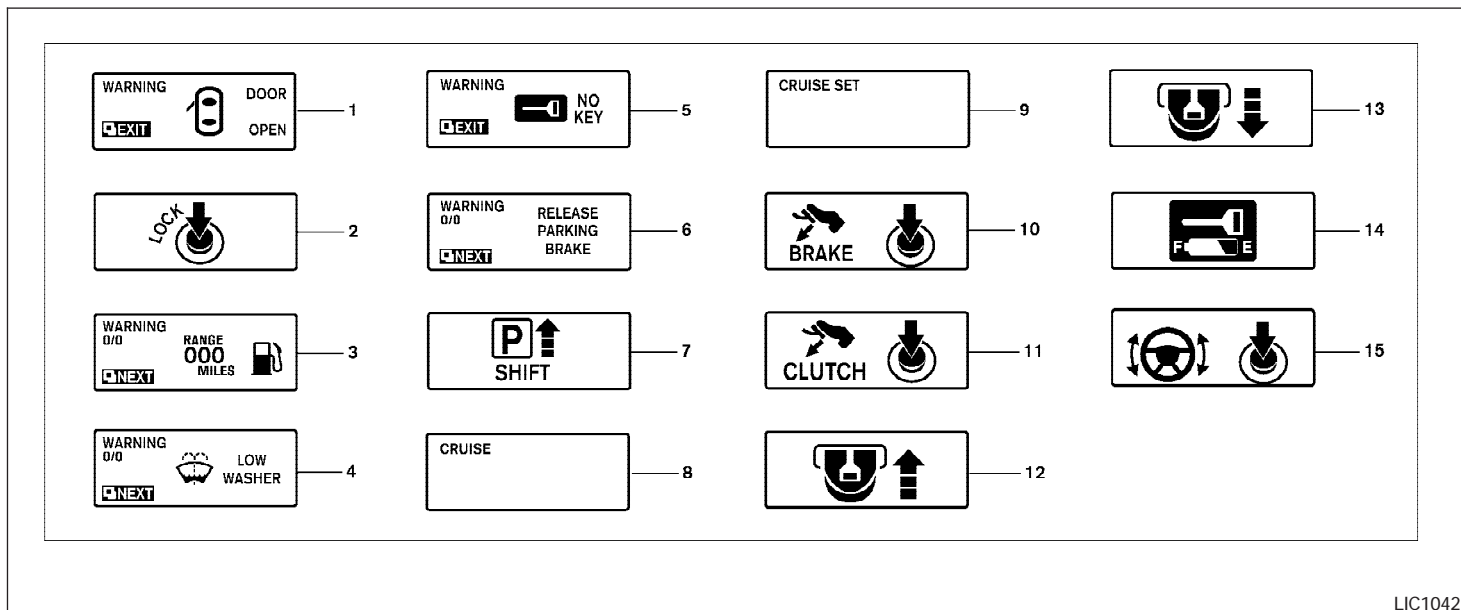 WARNING
DOOR
EXIT
OPEN
1
LOCK
2
WARNING
0/0
RANGE
000
MILES
NEXT
3
WARNING
0/0
LOW
WASHER
NEXT
4
WARNING
NO
KEY
EXIT
5
WARNING
0/0
RELEASE
PARKING
BRAKE
NEXT
6
P
SHIFT
7
CRUISE
8
CRUISE SET
9
BRAKE
10
CLUTCH
11
12
13
F E
14
15
LIC1042